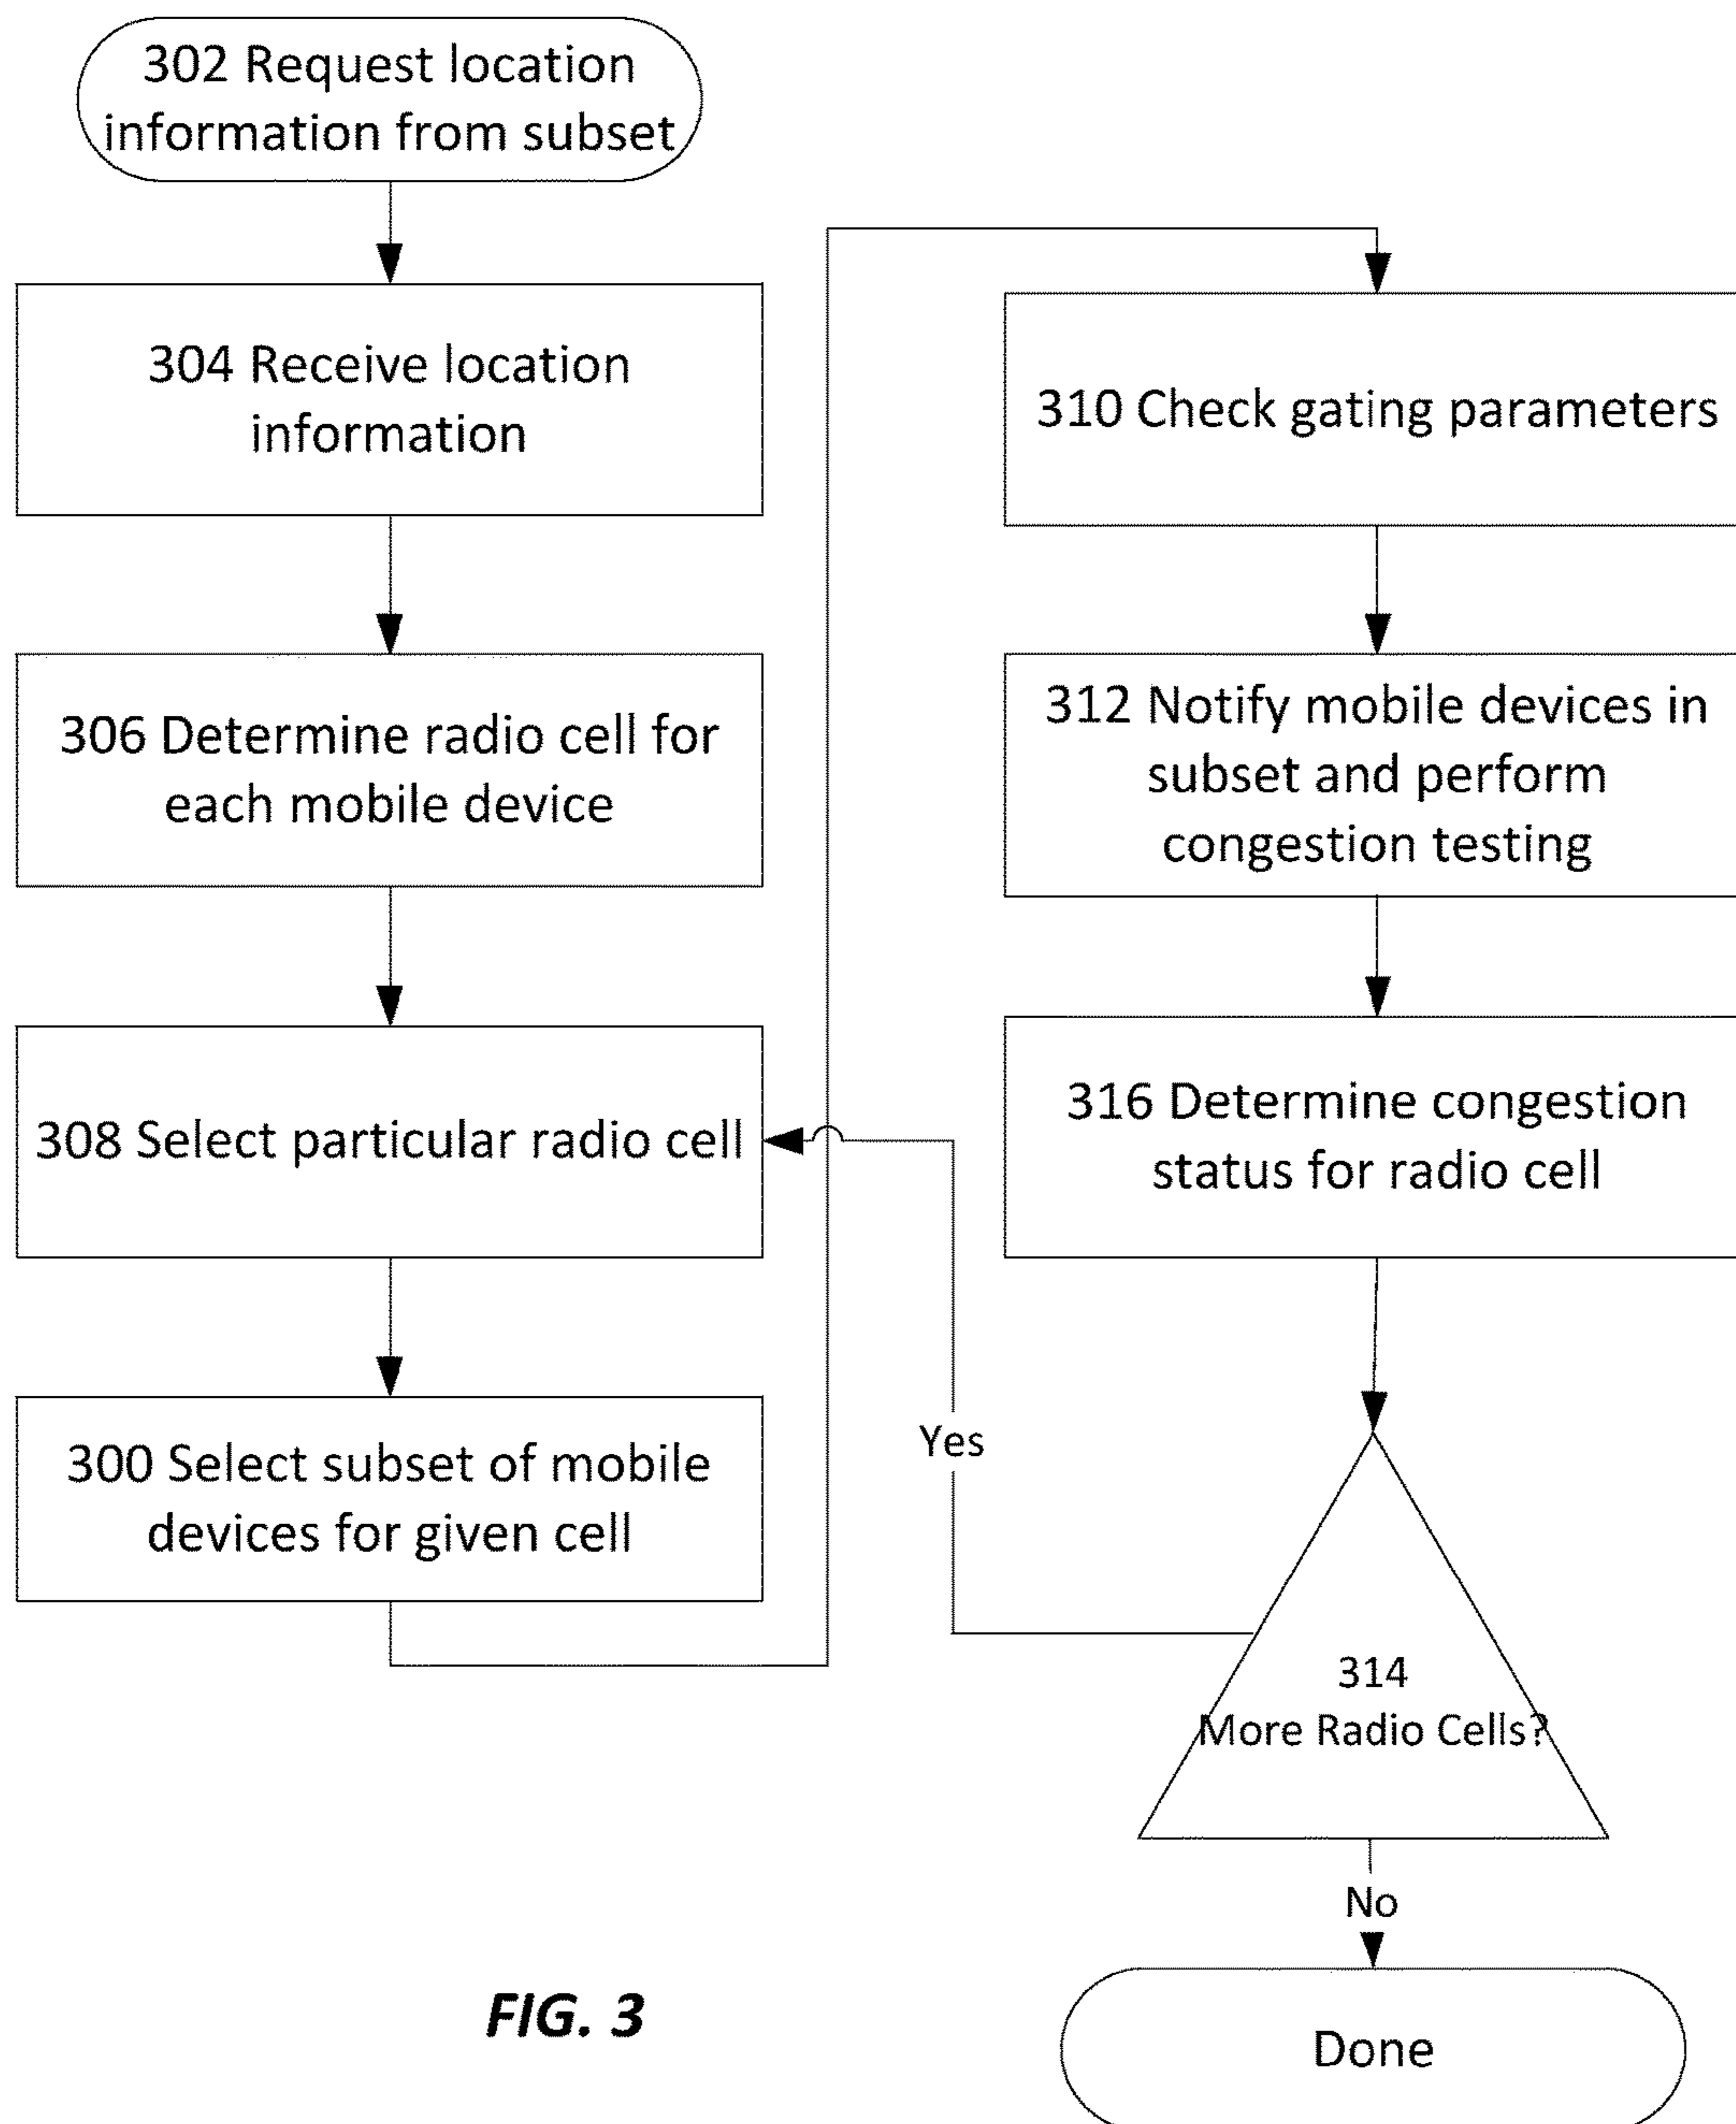 302 Request location
information from subset
304 Receive location
information
306 Determine radio cell for
each mobile device
308 Select particular radio cell
300 Select subset of mobile
devices for given cell
310 Check gating parameters
312 Notify mobile devices in
subset and perform
congestion testing
316 Determine congestion
status for radio cell
Yes
314
More Radio Cells?
No
Done
FIG. 3